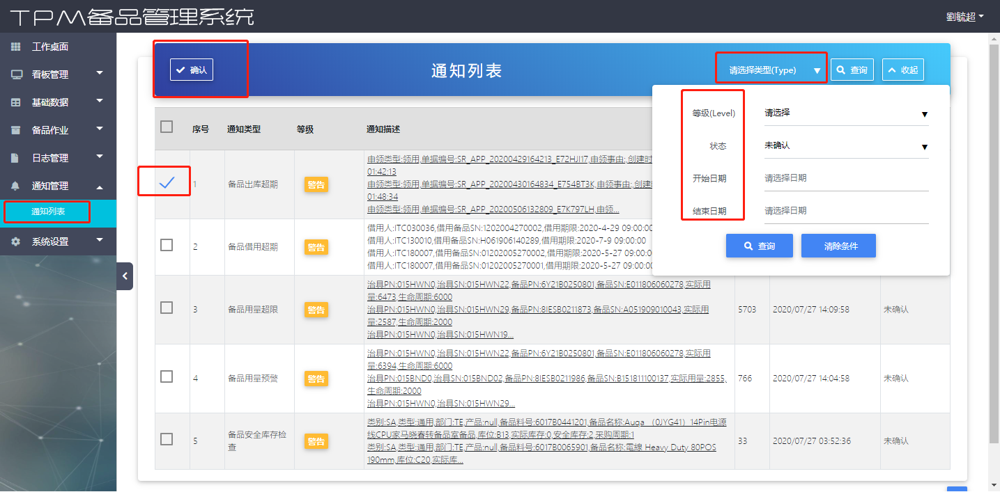 TPM备品管理系统
劉毓超
工作桌面
看板管理
基础数据
备品作业
日志管理
通知管理
通知列表
系统设置
确认
通知列表
请选择类型(Type)
查询
收起
等级(Level)
请选择
状态
未确认
开始日期
请选择日期
结束日期
请选择日期
查询
清除条件
序号
通知类型
等级
通知描述
1
备品出库超期
警告
申领类型:领用,单据编号:SR_APP_20200429164213_E72HJI17,申领事由:,创建时
01:42:13
申领类型:领用,单据编号:SR_APP_20200430164834_E754BT3K,申领事由:,创建
01:48:34
申领类型:领用,单据编号:SR_APP_20200506132809_E7K797LH,申领...
2
备品借用超期
警告
借用人:ITC030036,借用备品SN:1202004270002,借用期限:2020-4-29 09:00:00
借用人:ITC130010,借用备品SN:H061906140289,借用期限:2020-7-9 09:00:00
借用人:ITC180007,借用备品SN:01202005270002,借用期限:2020-5-27 09:00:00
借用人:ITC180007,借用备品SN:01202005270001,借用期限:2020-5-27 09:00:00
3
备品用量超限
警告
治具PN:015HWN0,治具SN:015HWN22,备品PN:6Y21B0250801,备品SN:E011806060278,实际用
量:6473,生命周期:6000
治具PN:015HWN0,治具SN:015HWN29,备品PN:8IESB0211873,备品SN:A051909010043,实际用
量:2587,生命周期:2000
治具PN:015HWN0,治具SN:015HWN19...
5703
2020/07/27 14:09:58
未确认
4
备品用量预警
警告
治具PN:015HWN0,治具SN:015HWN22,备品PN:6Y21B0250801,备品SN:E011806060278,实际用
量:6394,生命周期:6000
治具PN:015BND0,治具SN:015BND02,备品PN:8IESB0211986,备品SN:B151811100137,实际用量:2855,
生命周期:2000
治具PN:015HWN0,治具SN:015HWN29...
766
2020/07/27 14:04:58
未确认
5
备品安全库存检
查
警告
类别:SA,类型:通用,部门:TE,产品:null,备品料号:6017B0441201,备品名称:Auqa （0JYG41）14Pin电源
线CPU家马晓春转备品室备品,库位:B13,实际库存:0,安全库存:2,采购周期:1
类别:SA,类型:通用,部门:TE,产品:null,备品料号:6017B0065901,备品名称:電線 Heavy Duty 80POS
190mm,库位:C20,实际库...
33
2020/07/27 03:52:36
未确认